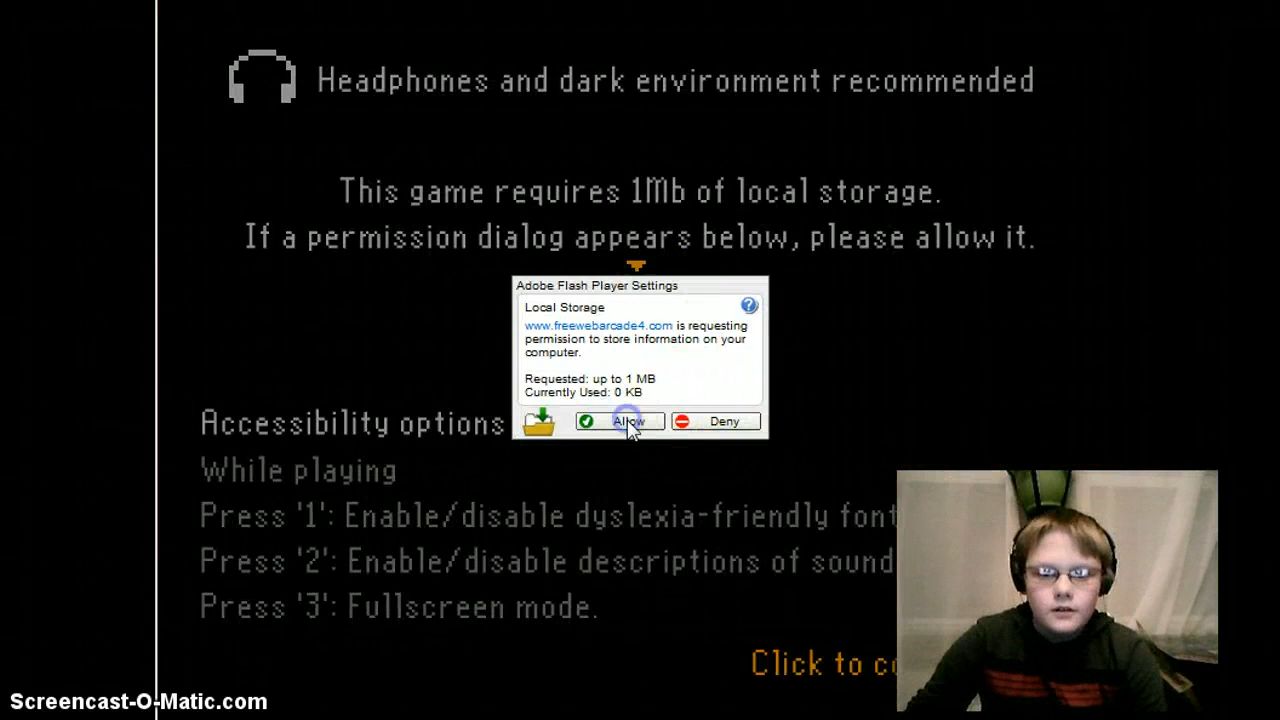 Headphones and dark environment recommended
This game requires 1Mb of local storage.
If a permission dialog appears below, please allow it.
Adobe Flash Player Settings
Local Storage
www.freewebarcade4.com is requesting
permission to store information on your
computer.
Requested: up to 1 MB
Currently Used: 0 KB
Allow Deny
Accessibility options
While playing
Press '1': Enable/disable dyslexia-friendly font
Press '2': Enable/disable descriptions of sound
Press '3': Fullscreen mode.
Click to
Screencast-O-Matic.com